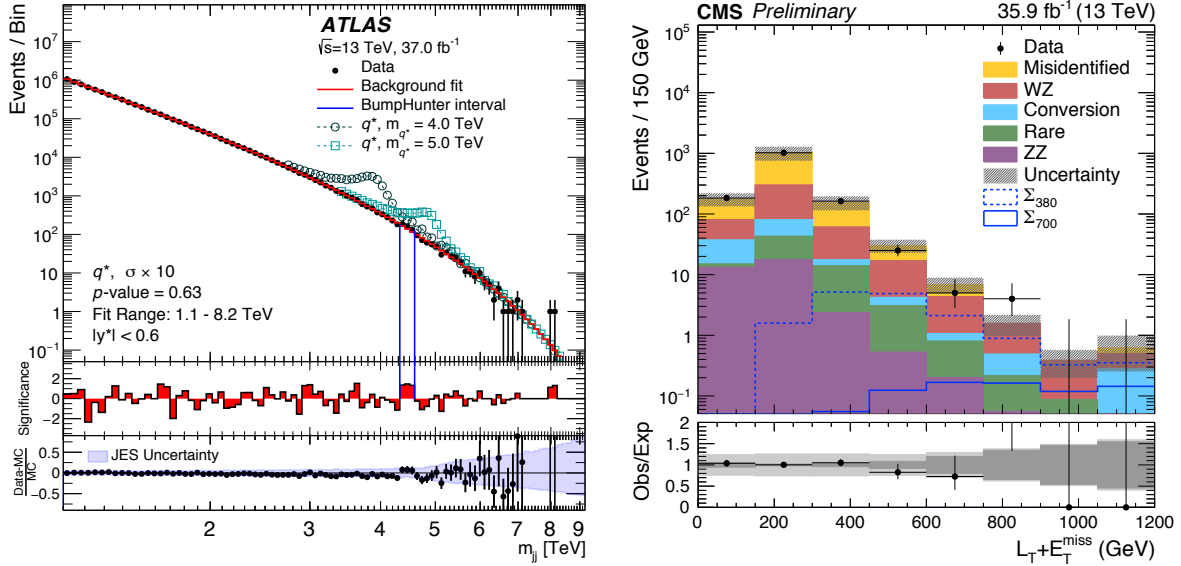 ATLAS
√s=13 TeV, 37.0 fb⁻¹
Data
Background fit
BumpHunter interval
q*, m_q* = 4.0 TeV
q*, m_q* = 5.0 TeV
Events / Bin
10⁷
10⁶
10⁵
10⁴
10³
10²
10
1
10⁻¹
q*, σ × 10
p-value = 0.63
Fit Range: 1.1 - 8.2 TeV
|y*| < 0.6
Significance
2
0
−2
Data-MC
MC
0.5
0
−0.5
JES Uncertainty
2 3 4 5 6 7 8 9
m_jj [TeV]
CMS Preliminary 35.9 fb⁻¹ (13 TeV)
Events / 150 GeV
10⁵
10⁴
10³
10²
10
1
10⁻¹
Data
Misidentified
WZ
Conversion
Rare
ZZ
Uncertainty
Σ₃₈₀
Σ₇₀₀
Obs/Exp
2
1.5
1
0.5
0
0 200 400 600 800 1000 1200
L_T+E_T^miss (GeV)